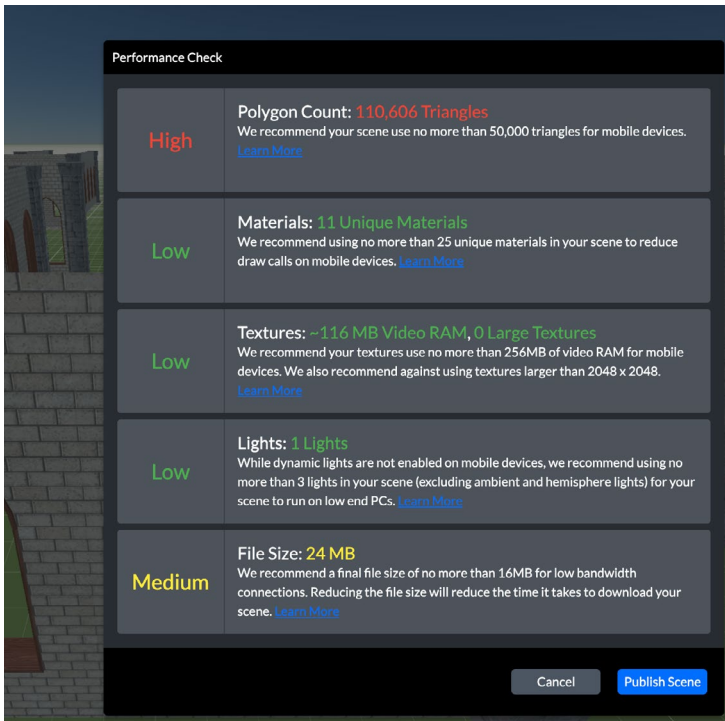 Performance Check
High
Polygon Count: 110,606 Triangles
We recommend your scene use no more than 50,000 triangles for mobile devices.
Learn More
Low
Materials: 11 Unique Materials
We recommend using no more than 25 unique materials in your scene to reduce
draw calls on mobile devices. Learn More
Low
Textures: ~116 MB Video RAM, 0 Large Textures
We recommend your textures use no more than 256MB of video RAM for mobile
devices. We also recommend against using textures larger than 2048 x 2048.
Learn More
Low
Lights: 1 Lights
While dynamic lights are not enabled on mobile devices, we recommend using no
more than 3 lights in your scene (excluding ambient and hemisphere lights) for your
scene to run on low end PCs. Learn More
Medium
File Size: 24 MB
We recommend a final file size of no more than 16MB for low bandwidth
connections. Reducing the file size will reduce the time it takes to download your
scene. Learn More
Cancel
Publish Scene